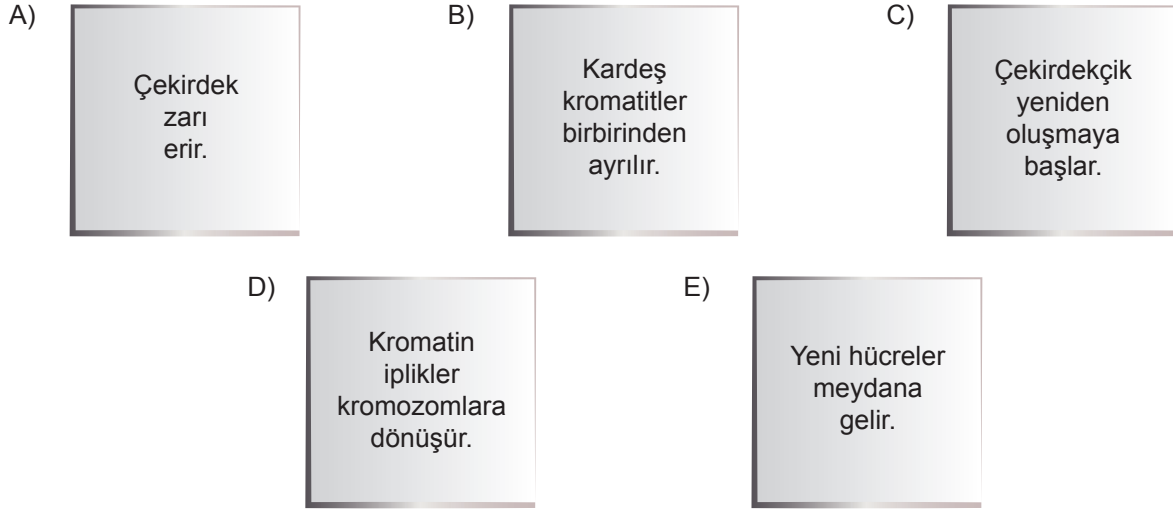 A)
Çekirdek
zarı
erir.
B)
Kardeş
kromatitler
birbirinden
ayrılır.
C)
Çekirdekçik
yeniden
oluşmaya
başlar.
D)
Kromatin
iplikler
kromozomlara
dönüşür.
E)
Yeni hücreler
meydana
gelir.